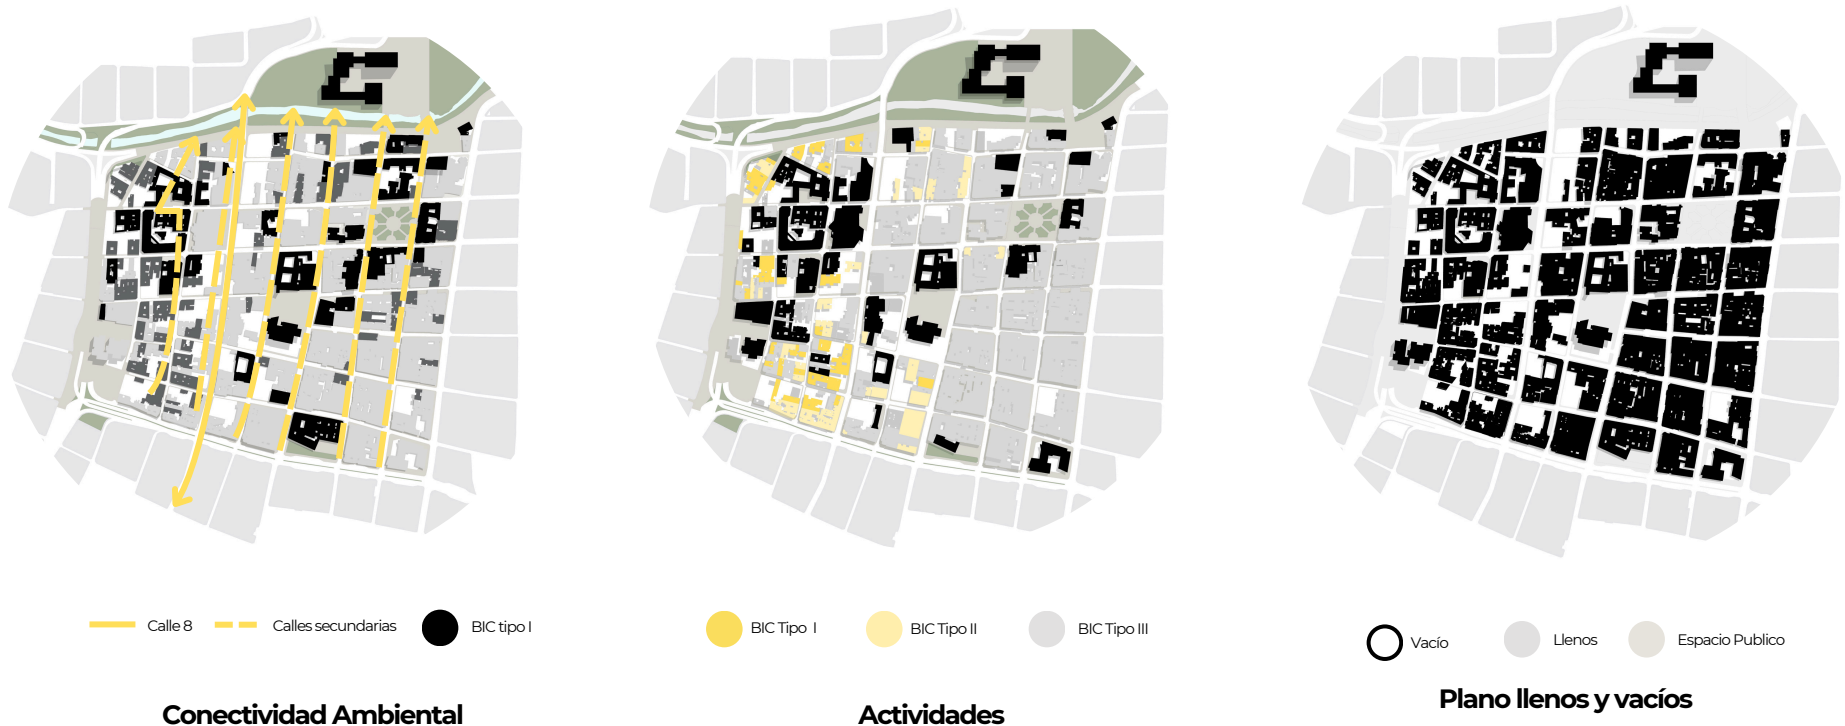 Calle 8
Calles secundarias
BIC tipo I
Conectividad Ambiental
BIC Tipo I
BIC Tipo II
BIC Tipo III
Actividades
Vacío
Llenos
Espacio Publico
Plano llenos y vacíos